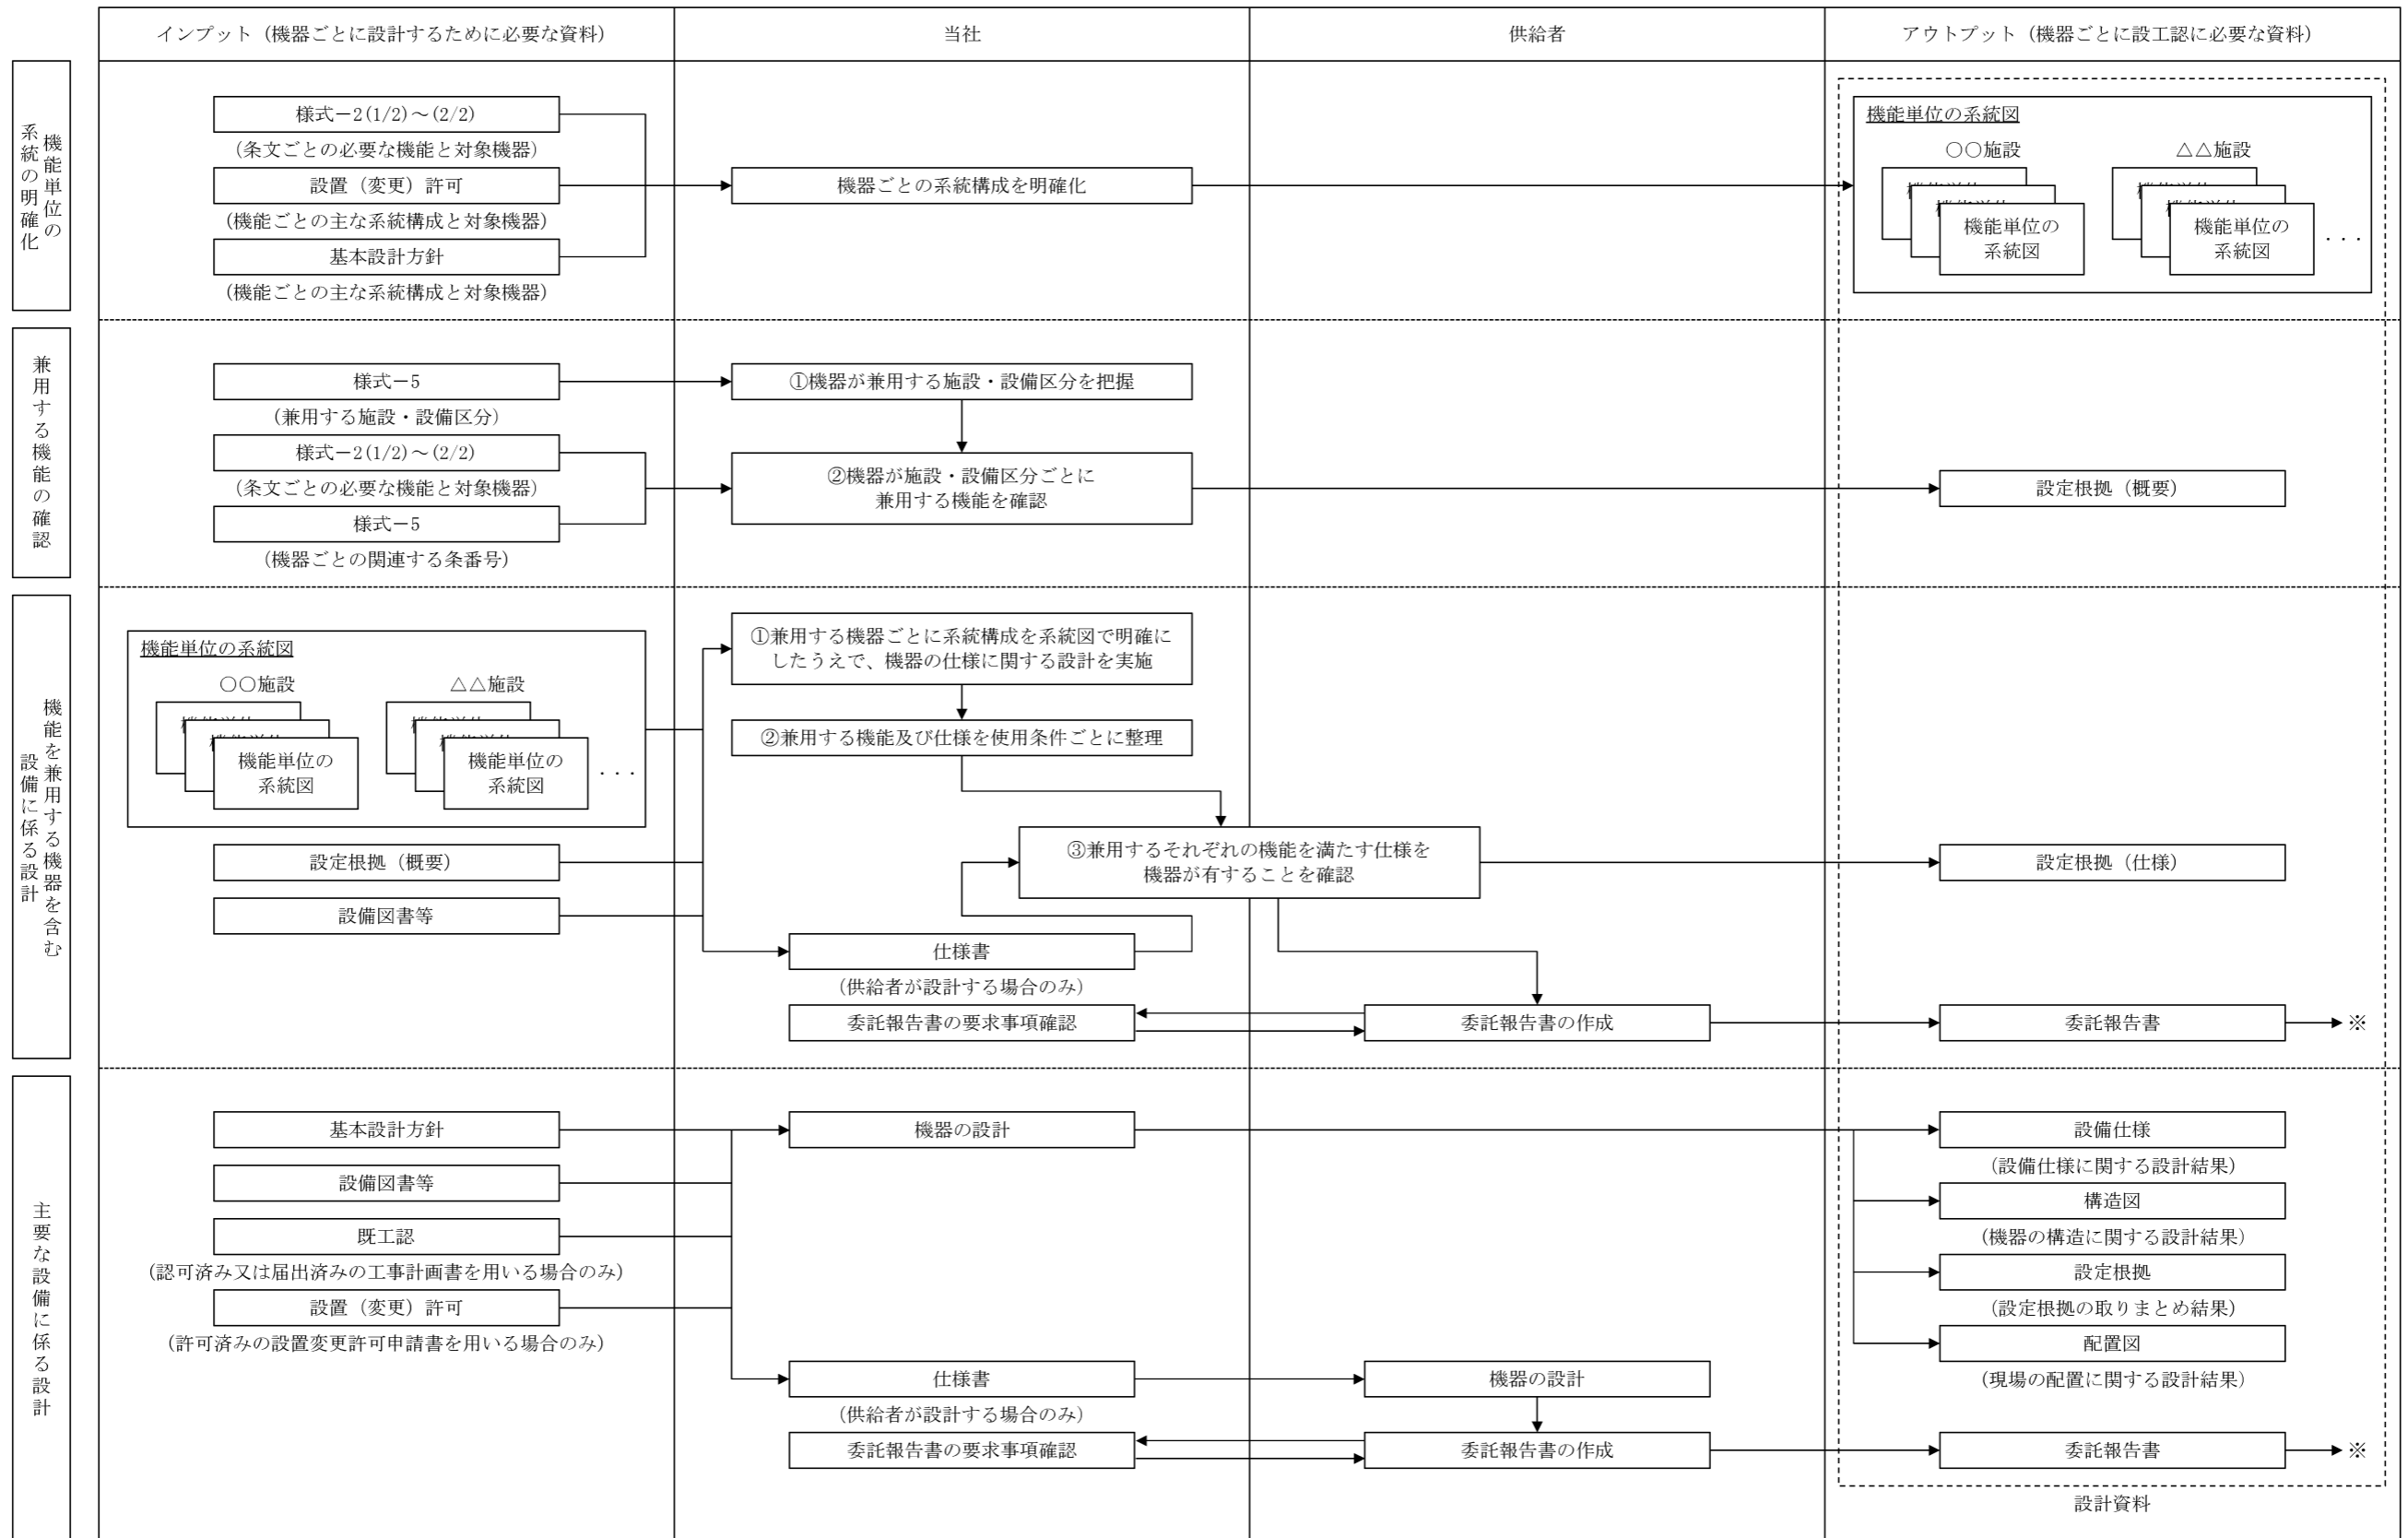 インプット（機器ごとに設計するために必要な資料）
当社
供給者
アウトプット（機器ごとに設工認に必要な資料）
機能単位の
系統の明確化
様式－2(1/2)～(2/2)
（条文ごとの必要な機能と対象機器）
設置（変更）許可
（機能ごとの主な系統構成と対象機器）
基本設計方針
（機能ごとの主な系統構成と対象機器）
機器ごとの系統構成を明確化
機能単位の系統図
○○施設
△△施設
機能単位の
系統図
機能単位の
系統図
・・・
兼用する機能の確認
様式－5
（兼用する施設・設備区分）
様式－2(1/2)～(2/2)
（条文ごとの必要な機能と対象機器）
様式－5
（機器ごとの関連する条番号）
①機器が兼用する施設・設備区分を把握
②機器が施設・設備区分ごとに
兼用する機能を確認
設定根拠（概要）
機能を兼用する機器を含む
設備に係る設計
機能単位の系統図
○○施設
△△施設
機能単位の
系統図
機能単位の
系統図
・・・
設定根拠（概要）
設備図書等
①兼用する機器ごとに系統構成を系統図で明確に
したうえで、機器の仕様に関する設計を実施
②兼用する機能及び仕様を使用条件ごとに整理
③兼用するそれぞれの機能を満たす仕様を
機器が有することを確認
仕様書
（供給者が設計する場合のみ）
委託報告書の要求事項確認
委託報告書の作成
設定根拠（仕様）
委託報告書
※
主要な設備に係る設計
基本設計方針
設備図書等
既工認
（認可済み又は届出済みの工事計画書を用いる場合のみ）
設置（変更）許可
（許可済みの設置変更許可申請書を用いる場合のみ）
機器の設計
仕様書
（供給者が設計する場合のみ）
委託報告書の要求事項確認
機器の設計
委託報告書の作成
設備仕様
（設備仕様に関する設計結果）
構造図
（機器の構造に関する設計結果）
設定根拠
（設定根拠の取りまとめ結果）
配置図
（現場の配置に関する設計結果）
委託報告書
※
設計資料